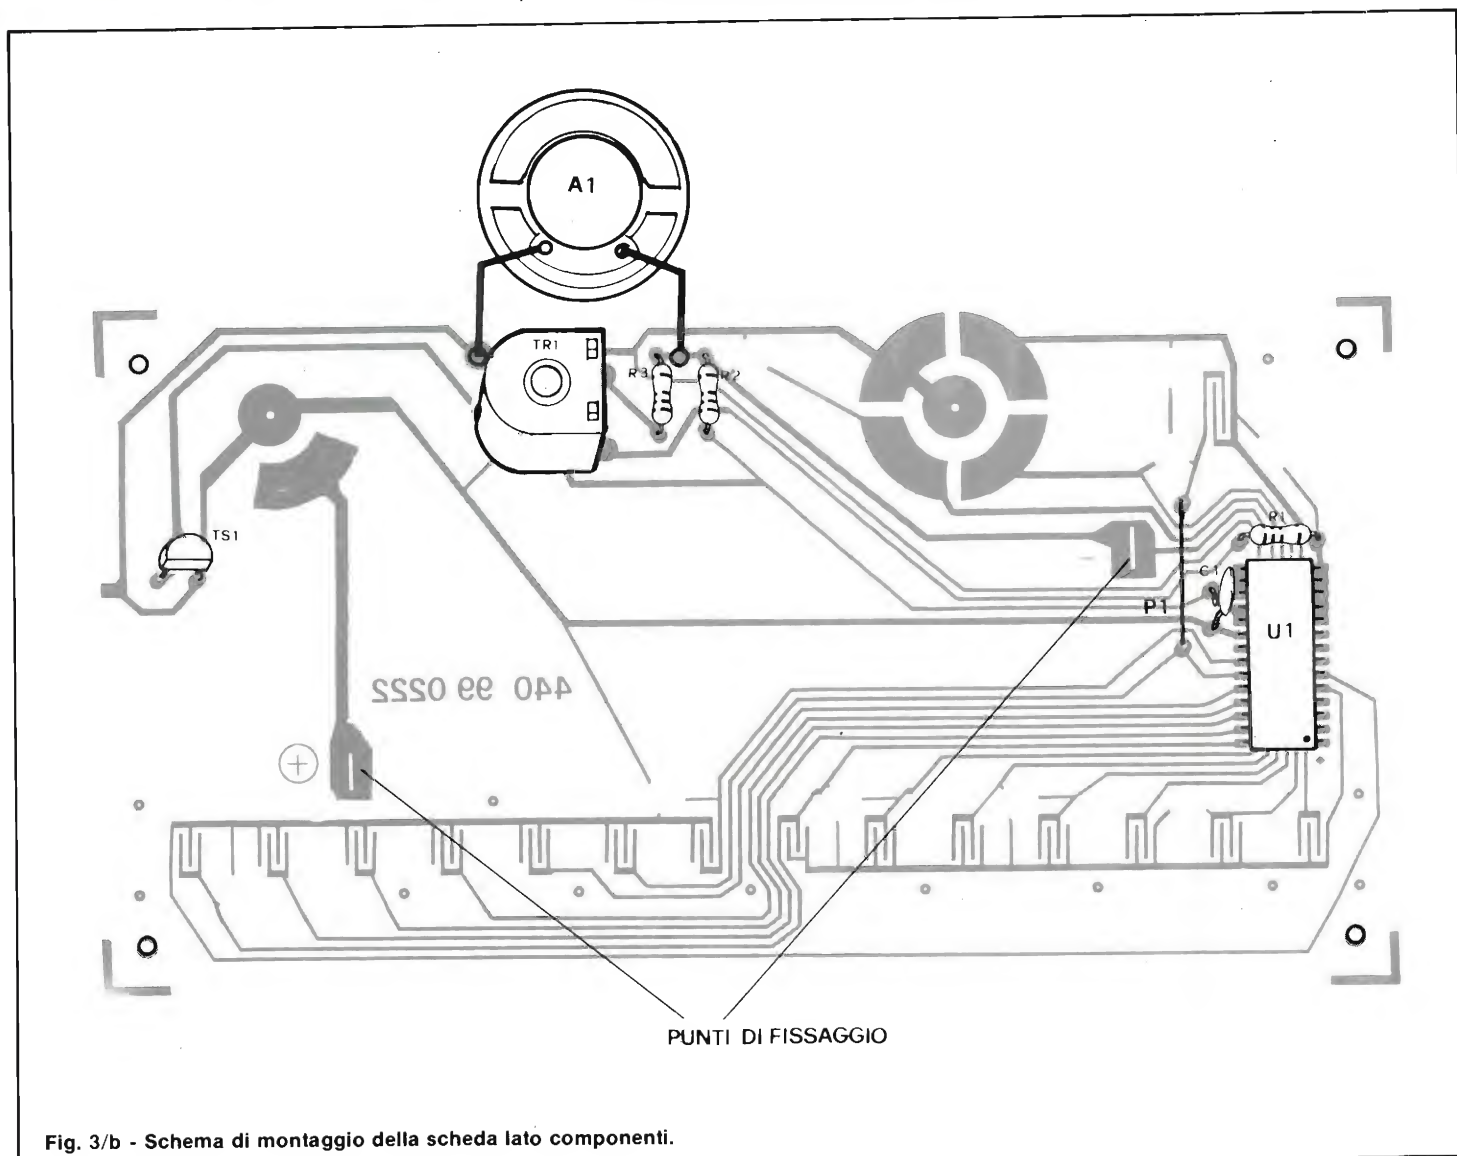 A1
TR1
R3
R2
TS1
R1
C1
P1
U1
440 99 0222
+
-
PUNTI DI FISSAGGIO
Fig. 3/b - Schema di montaggio della scheda lato componenti.